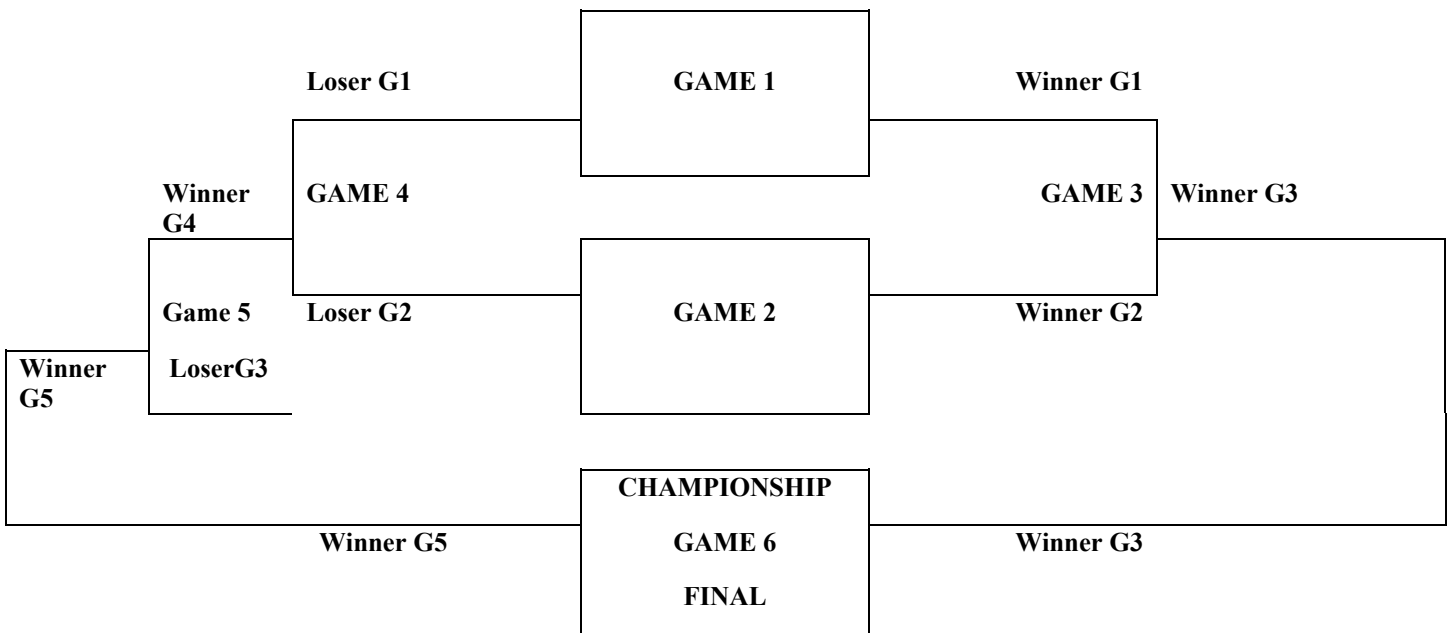 Loser G1 GAME 1 Winner G1
Winner GAME 4 GAME 3 Winner G3
G4
Game 5 Loser G2 GAME 2 Winner G2
Winner LoserG3
G5
CHAMPIONSHIP
Winner G5 GAME 6 Winner G3
FINAL